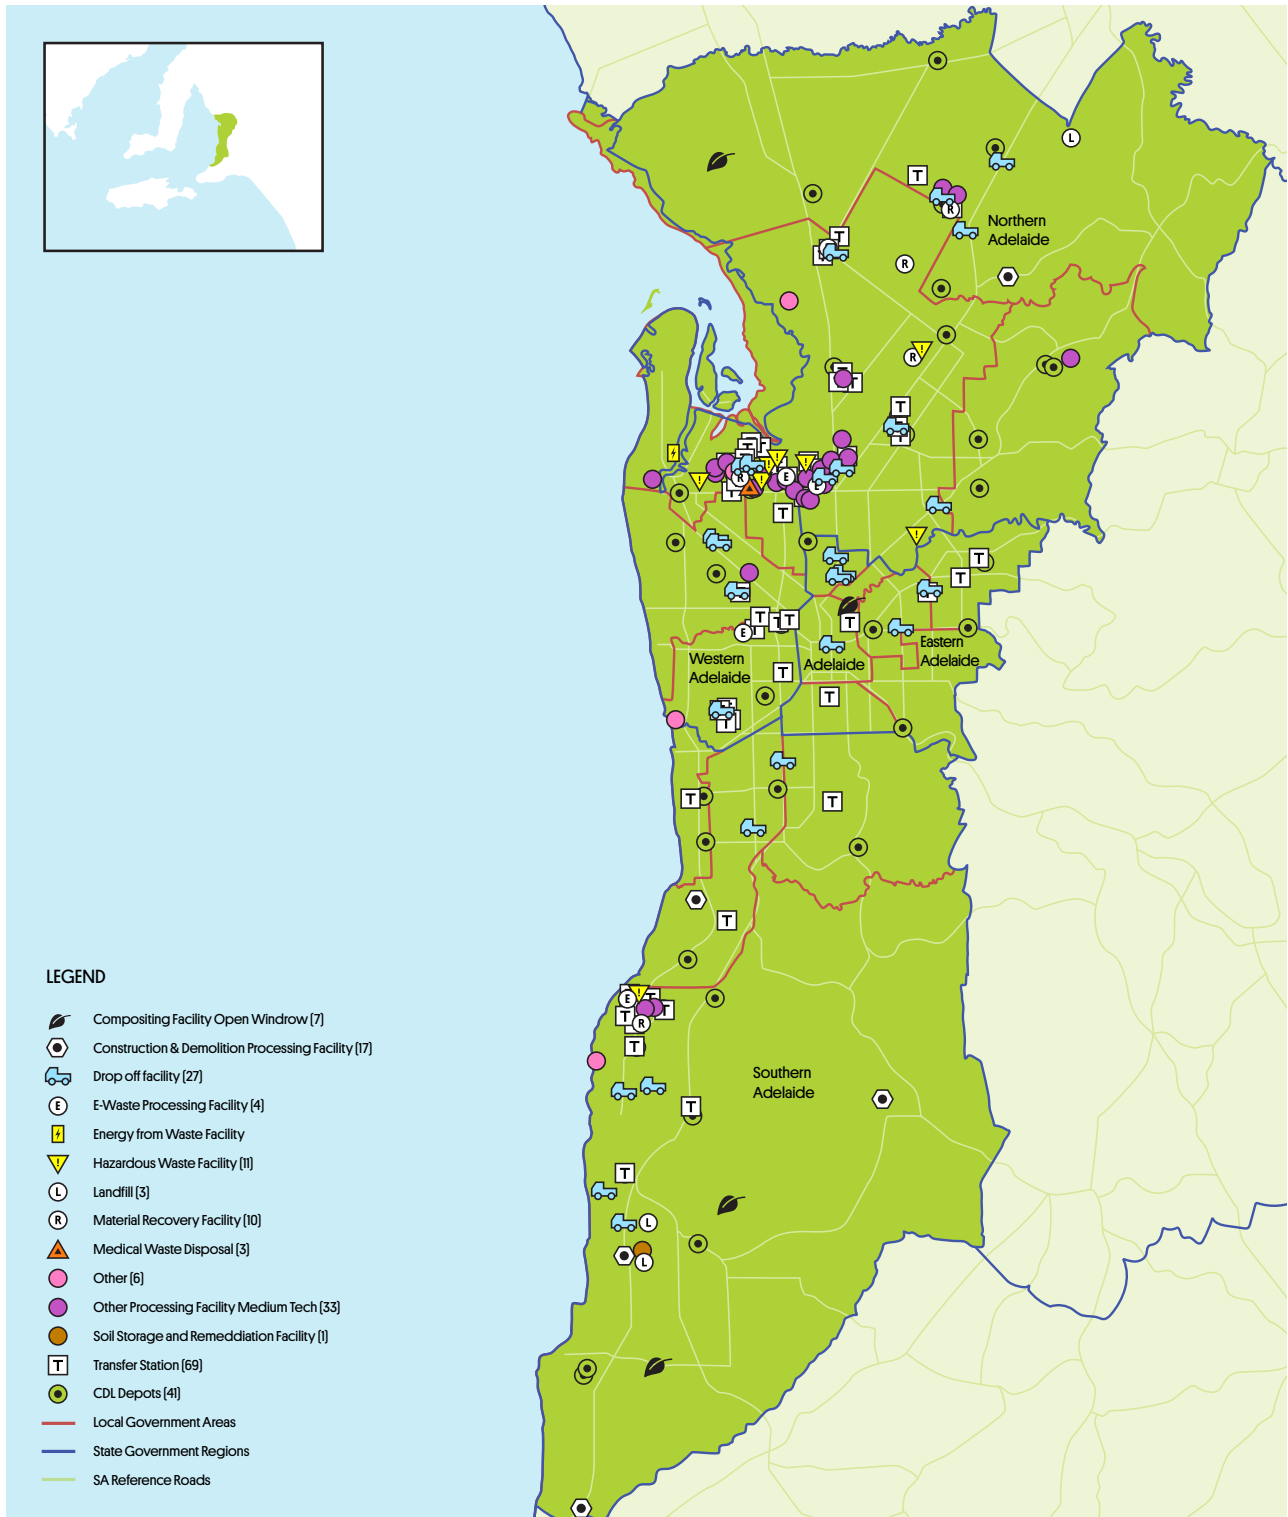 Northern
Adelaide
Western
Adelaide
Adelaide
Eastern
Adelaide
Southern
Adelaide
LEGEND
Compositing Facility Open Windrow (7)
Construction & Demolition Processing Facility (17)
Drop off facility (27)
E E-Waste Processing Facility (4)
Energy from Waste Facility
! Hazardous Waste Facility (11)
L Landfill (3)
R Material Recovery Facility (10)
Medical Waste Disposal (3)
Other (6)
Other Processing Facility Medium Tech (33)
Soil Storage and Remeddiation Facility (1)
T Transfer Station (69)
CDL Depots (41)
Local Government Areas
State Government Regions
SA Reference Roads